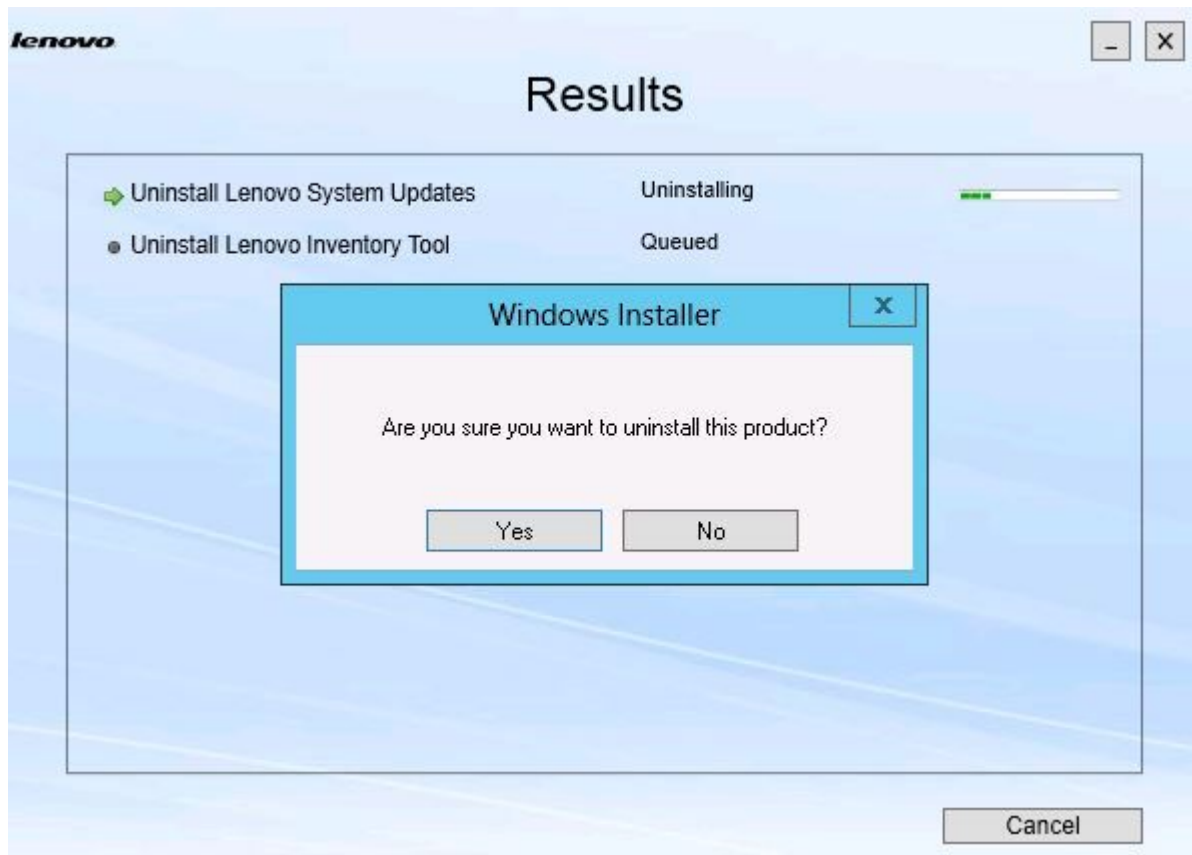 lenovo
Results
Uninstall Lenovo System Updates Uninstalling
Uninstall Lenovo Inventory Tool Queued
Windows Installer
Are you sure you want to uninstall this product?
Yes No
Cancel